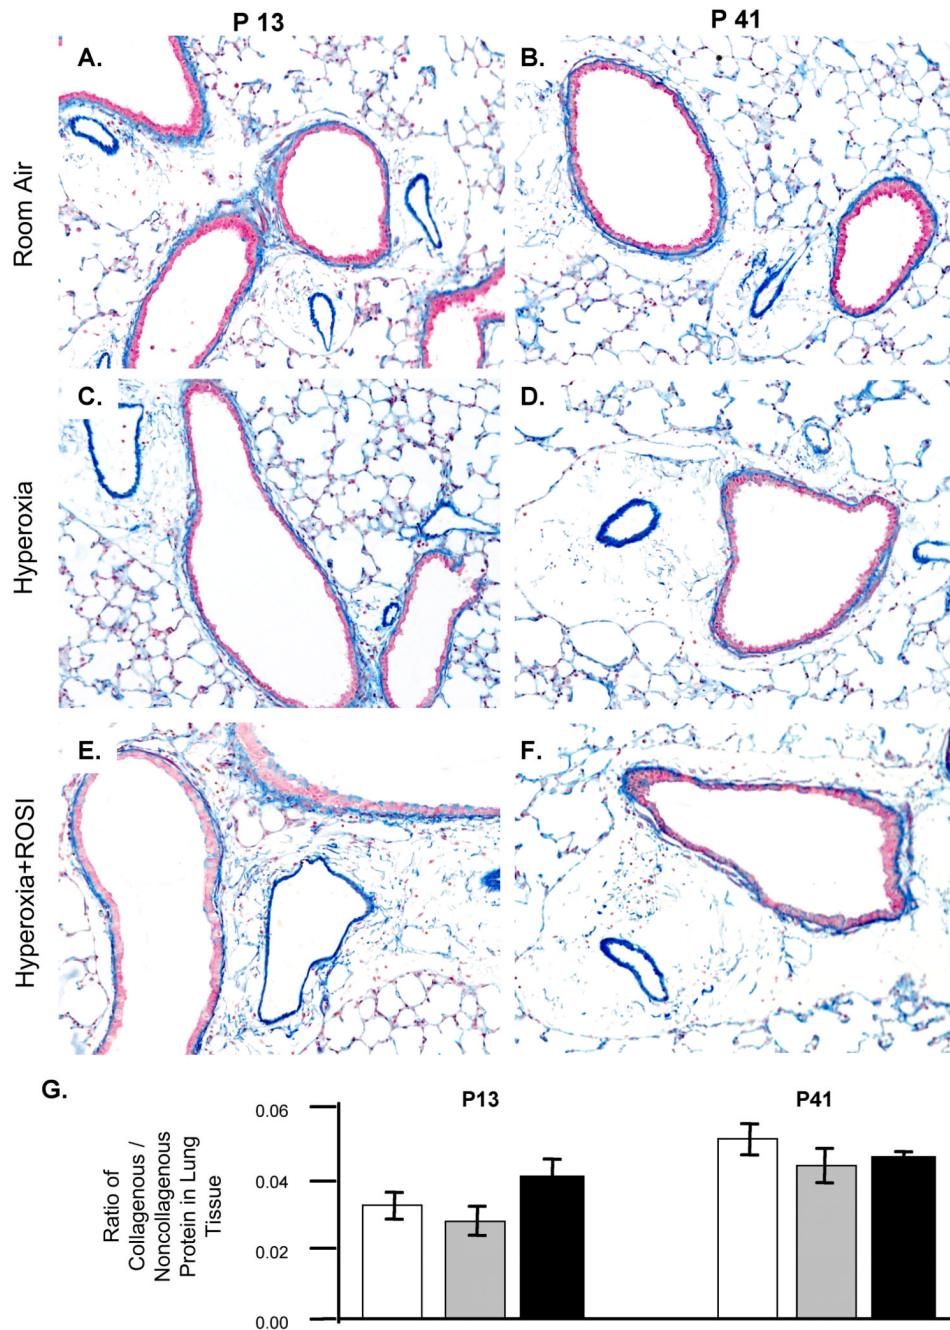 P 13
P 41
A.
B.
Room Air
C.
D.
Hyperoxia
E.
F.
Hyperoxia+ROSI
G.
P13
P41
Ratio of
Collagenous /
Noncollagenous
Protein in Lung
Tissue
0.06
0.04
0.02
0.00